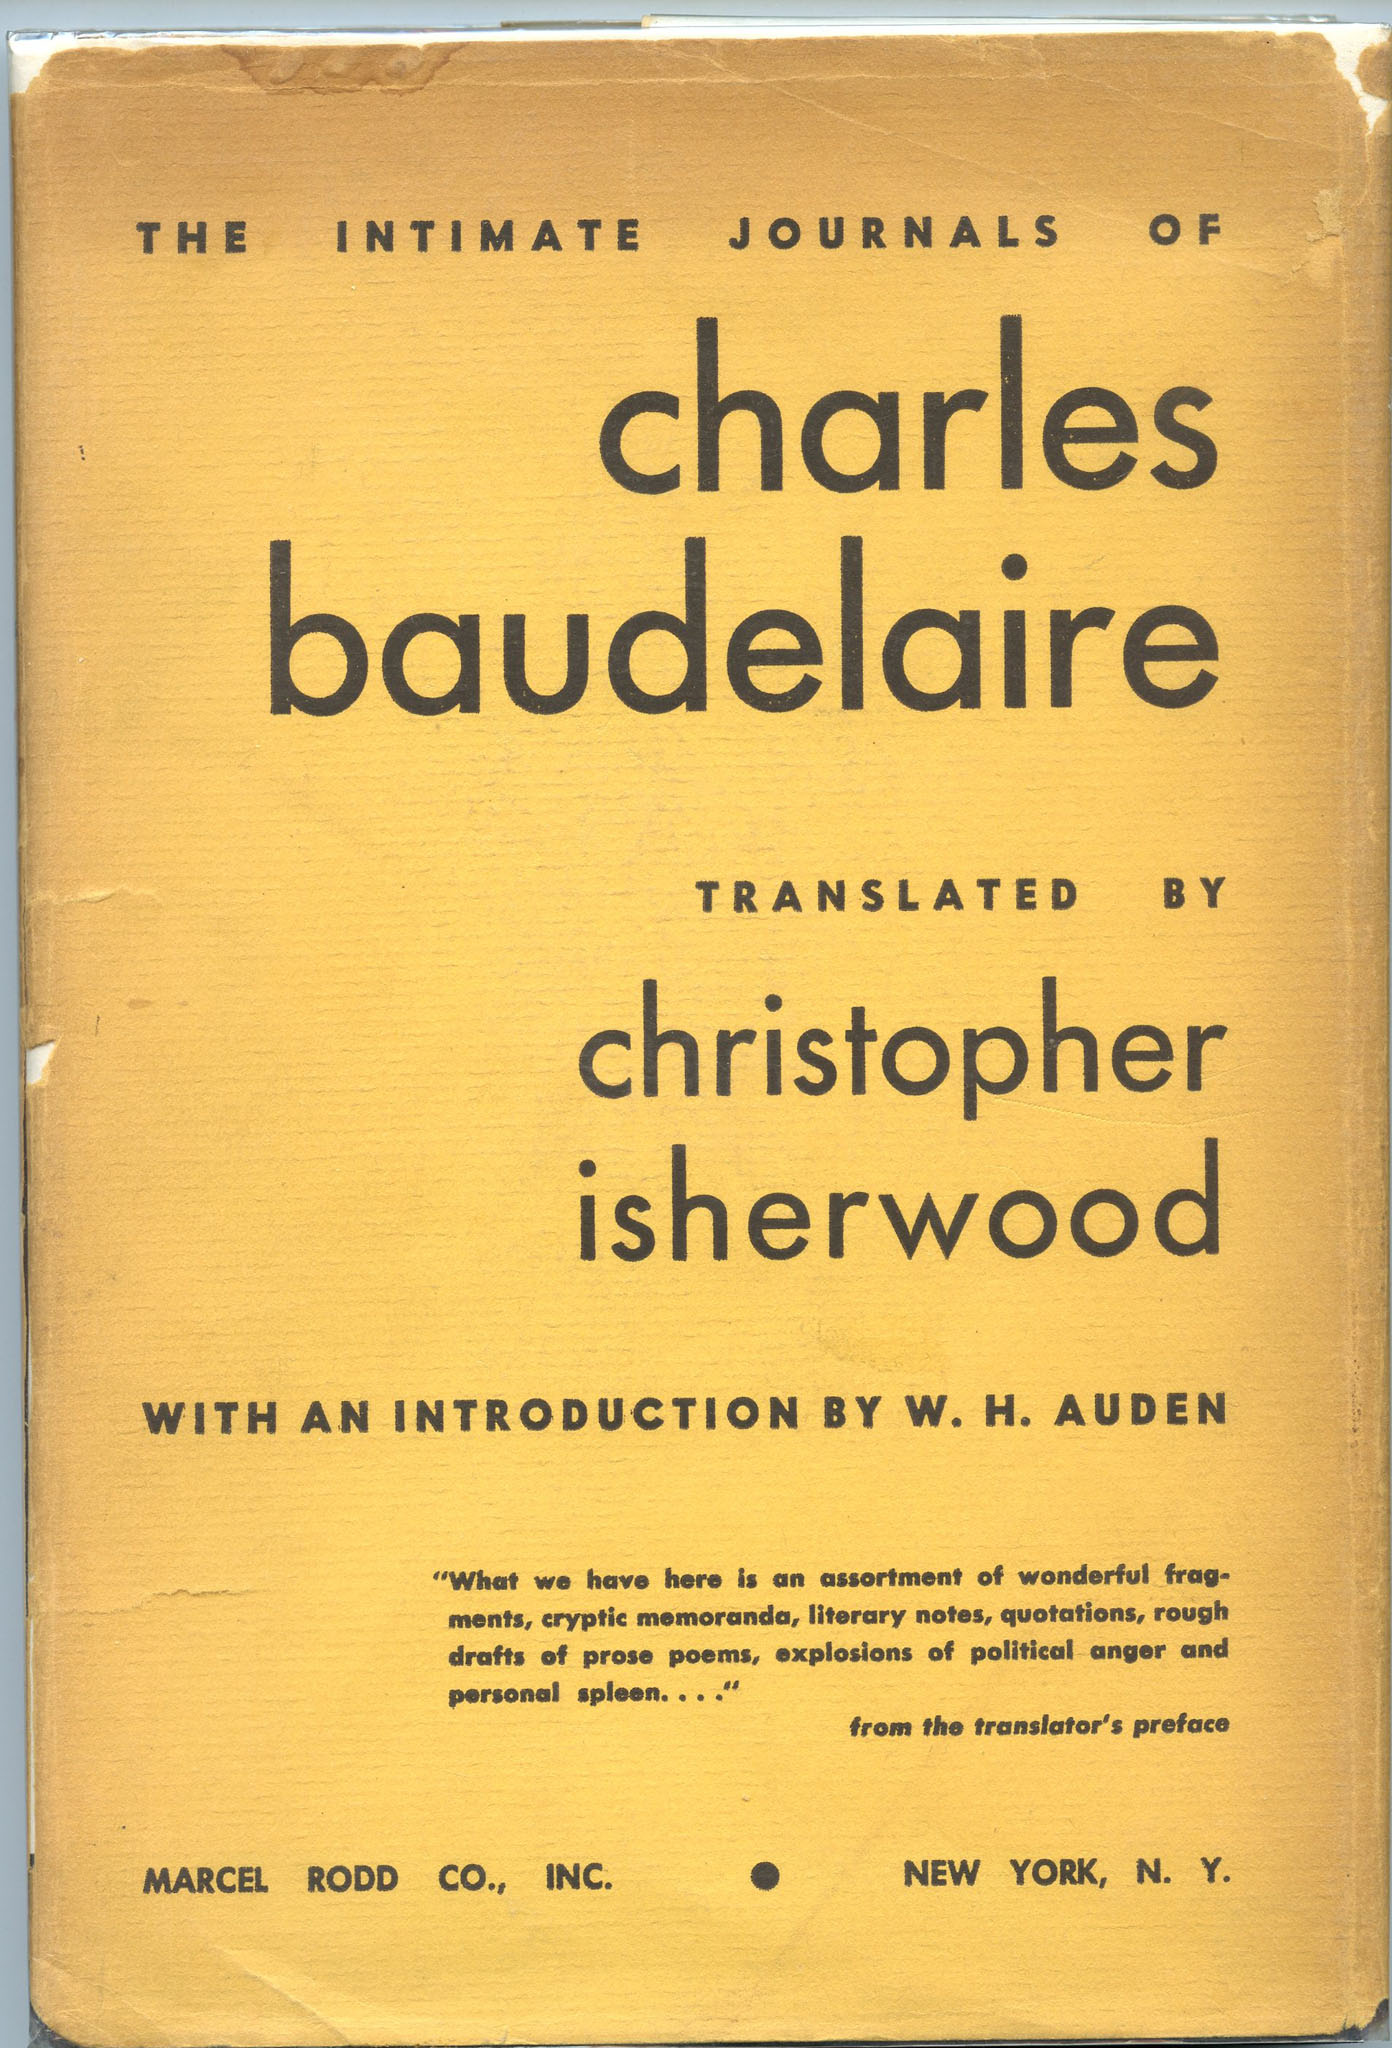 THE INTIMATE JOURNALS OF
charles
baudelaire
TRANSLATED BY
christopher
isherwood
WITH AN INTRODUCTION BY W. H. AUDEN
"What we have here is an assortment of wonderful frag-
ments, cryptic memoranda, literary notes, quotations, rough
drafts of prose poems, explosions of political anger and
personal spleen. . . ."
from the translator's preface
MARCEL RODD CO., INC. ● NEW YORK, N. Y.